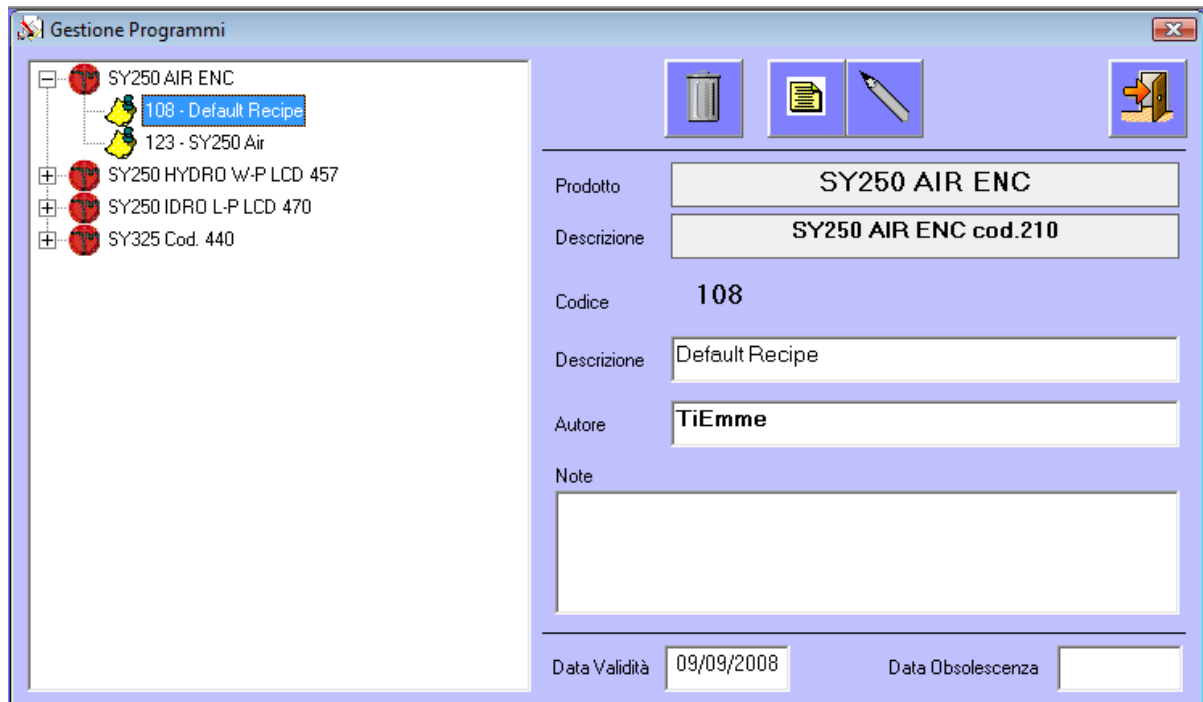 Gestione Programmi
SY250 AIR ENC
108 - Default Recipe
123 - SY250 Air
SY250 HYDRO W-P LCD 457
SY250 IDRO L-P LCD 470
SY325 Cod. 440
Prodotto SY250 AIR ENC
Descrizione SY250 AIR ENC cod.210
Codice 108
Descrizione Default Recipe
Autore TiEmme
Note
Data Validità 09/09/2008 Data Obsolescenza